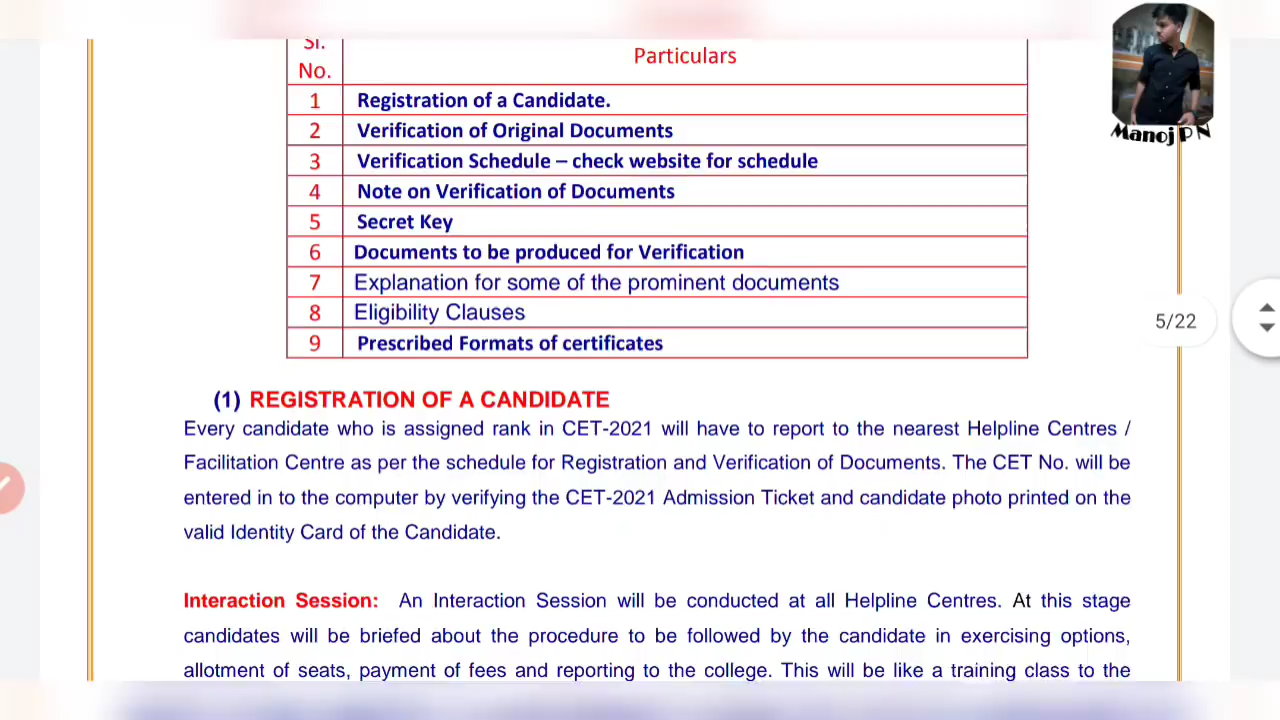 Sl.
No.
Particulars
1 Registration of a Candidate.
2 Verification of Original Documents
3 Verification Schedule – check website for schedule
4 Note on Verification of Documents
5 Secret Key
6 Documents to be produced for Verification
7 Explanation for some of the prominent documents
8 Eligibility Clauses
9 Prescribed Formats of certificates
Manoj P N
5/22
(1) REGISTRATION OF A CANDIDATE
Every candidate who is assigned rank in CET-2021 will have to report to the nearest Helpline Centres /
Facilitation Centre as per the schedule for Registration and Verification of Documents. The CET No. will be
entered in to the computer by verifying the CET-2021 Admission Ticket and candidate photo printed on the
valid Identity Card of the Candidate.
Interaction Session: An Interaction Session will be conducted at all Helpline Centres. At this stage
candidates will be briefed about the procedure to be followed by the candidate in exercising options,
allotment of seats, payment of fees and reporting to the college. This will be like a training class to the